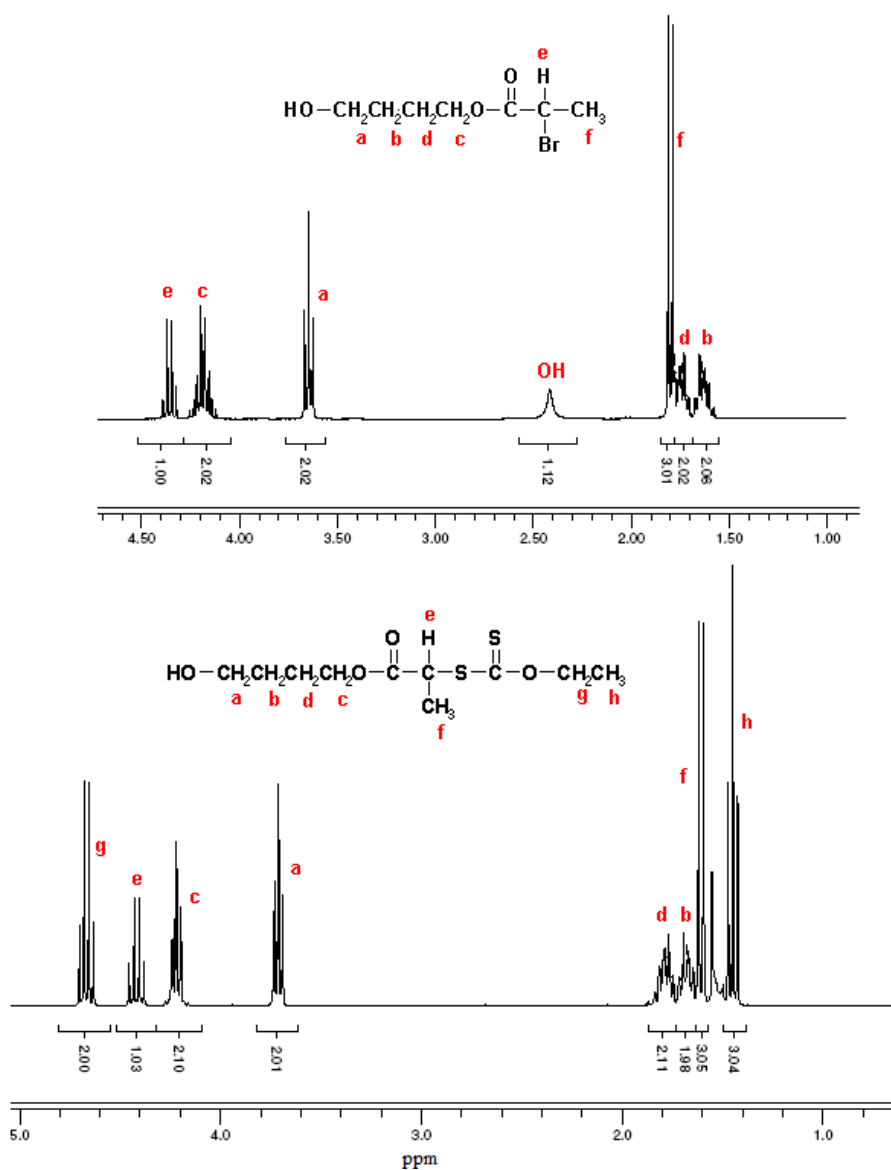 e
O H
HO-CH2CH2CH2CH2O-C-C-CH3
a b d c Br f
f
e c a OH d b
1.00 2.02 2.02 1.12 3.01 2.02 2.06
4.50 4.00 3.50 3.00 2.50 2.00 1.50 1.00
e
O H S
HO-CH2CH2CH2CH2O-C-C-S-C-O-CH2CH3
a b d c CH3 g h
f
h
f
g e c a d b
2.00 1.03 2.10 2.01 2.11 1.98 3.05 3.04
5.0 4.0 3.0 2.0 1.0
ppm